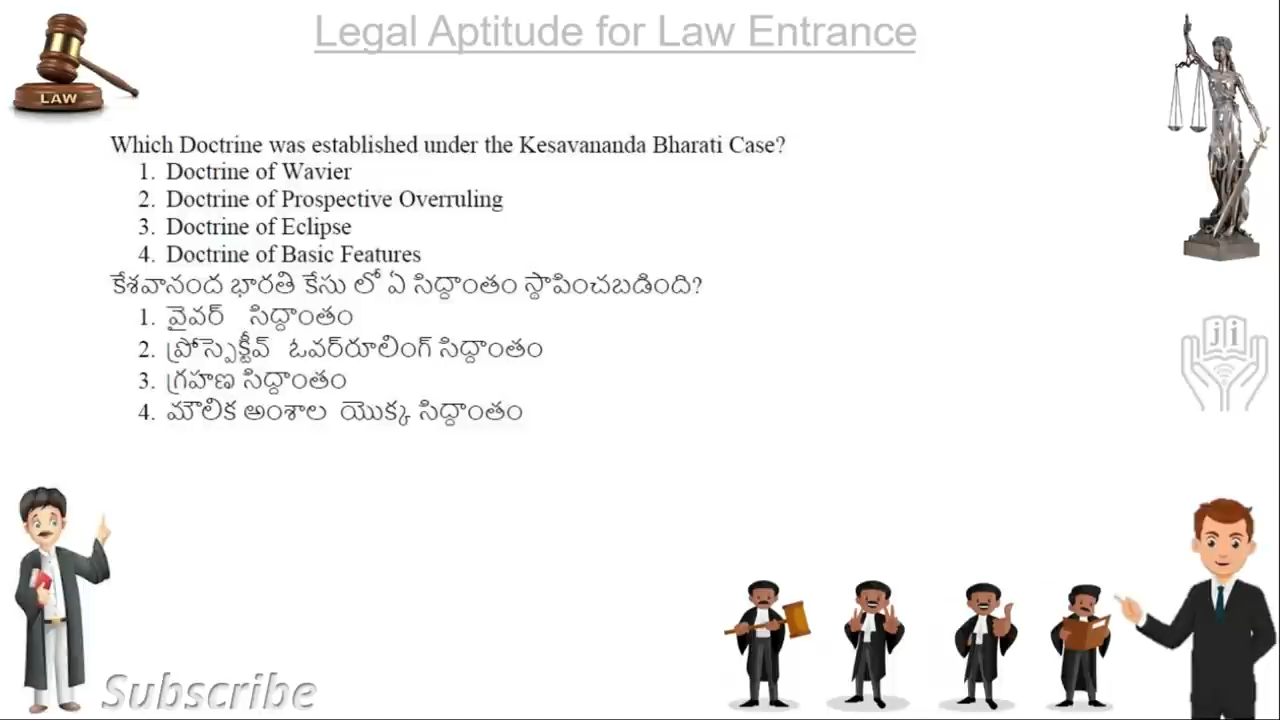 Legal Aptitude for Law Entrance
LAW
Which Doctrine was established under the Kesavananda Bharati Case?
1. Doctrine of Wavier
2. Doctrine of Prospective Overruling
3. Doctrine of Eclipse
4. Doctrine of Basic Features
కేశవానంద భారతి కేసు లో ఏ సిద్ధాంతం స్థాపించబడింది?
1. వైవర్ సిద్ధాంతం
2. ప్రోస్పెక్టీవ్ ఓవర్‌రూలింగ్ సిద్ధాంతం
3. గ్రహణ సిద్ధాంతం
4. మౌలిక అంశాల యొక్క సిద్ధాంతం
ji
Subscribe